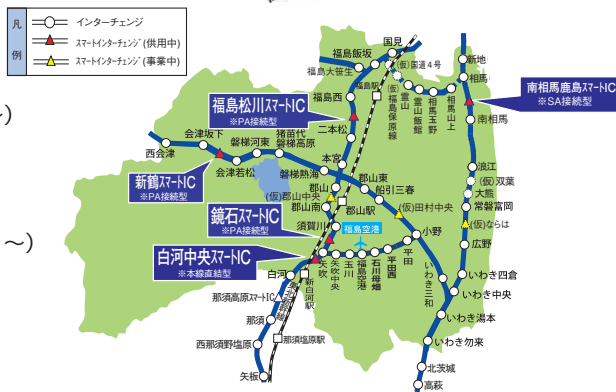 凡例
インターチェンジ
スマートインターチェンジ(供用中)
スマートインターチェンジ(事業中)
国見
福島飯坂
(仮)国道4号
福島大笹生
福島駅
新地
相馬
福島西
(仮)福島保原線
霊山
霊山飯館
相馬玉野
相馬山上
南相馬鹿島スマートIC
※SA接続型
福島松川スマートIC
※PA接続型
南相馬
二本松
会津坂下
磐梯河東
猪苗代
磐梯高原
本宮
西会津
会津若松
磐梯熱海
郡山東
浪江
(仮)双葉
新鶴スマートIC
※PA接続型
郡山
船引三春
大熊
(仮)郡山中央
(仮)田村中央
常磐富岡
郡山南
郡山駅
(仮)ならは
鏡石スマートIC
※PA接続型
須賀川
福島空港
小野
広野
～)
白河中央スマートIC
※本線直結型
矢吹
矢吹中央
玉川
福島空港
石川母畑
平田西
平田
白河
新白河駅
いわき三和
いわき四倉
那須高原スマートIC
いわき中央
那須
いわき湯本
西那須野塩原
那須塩原駅
いわき勿来
矢板
北茨城
高萩